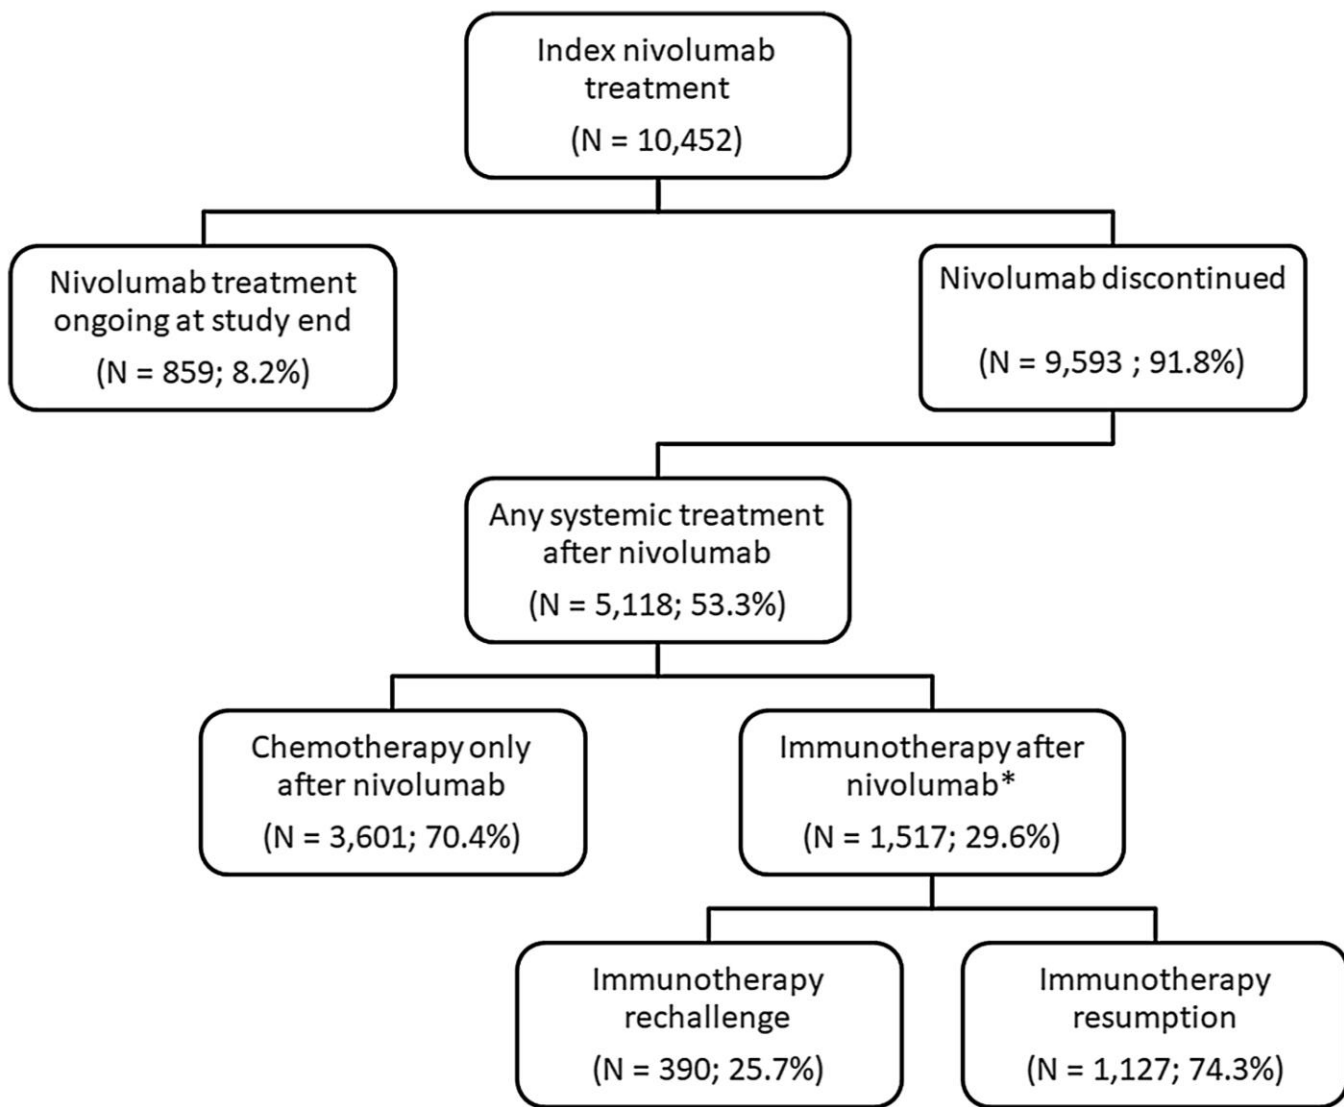 Index nivolumab
treatment
(N = 10,452)
Nivolumab treatment
ongoing at study end
(N = 859; 8.2%)
Nivolumab discontinued
(N = 9,593 ; 91.8%)
Any systemic treatment
after nivolumab
(N = 5,118; 53.3%)
Chemotherapy only
after nivolumab
(N = 3,601; 70.4%)
Immunotherapy after
nivolumab*
(N = 1,517; 29.6%)
Immunotherapy
rechallenge
(N = 390; 25.7%)
Immunotherapy
resumption
(N = 1,127; 74.3%)